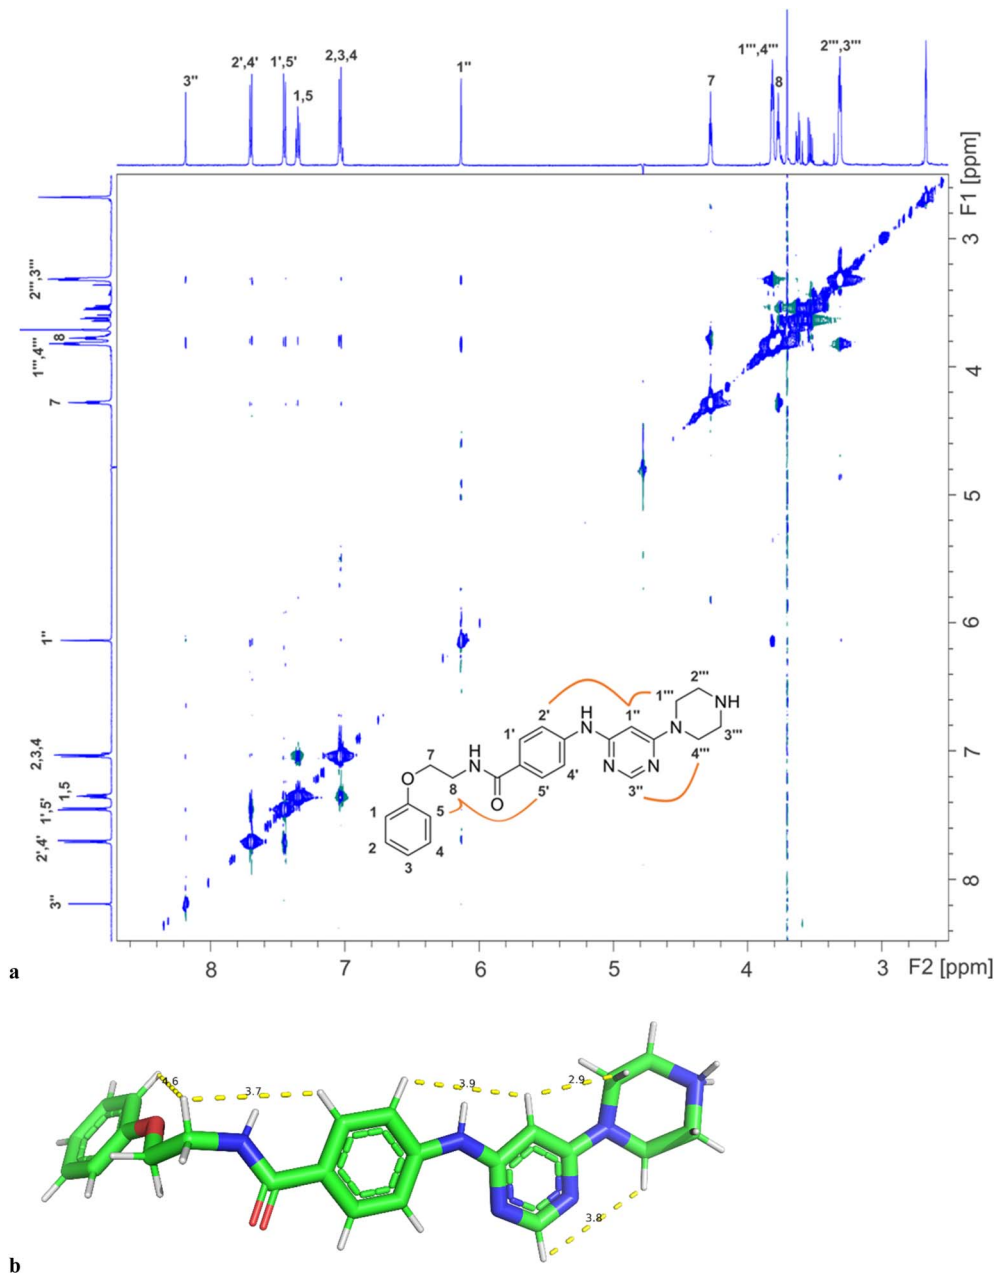 3'' 2',4' 1',5' 1,5 2,3,4 1'' 7 1''',4''' 8 2''',3'''
F1 [ppm]
3
4
5
6
7
8
2''',3'''
8
1''',4'''
7
1''
2,3,4
1,5
1',5'
2',4'
3''
2'''
1''' NH
H 1''
2' N
1' 3'''
H N
7 N
N N 4'''
O 8 4'
O 5' 3''
1 5
2 4
3
8 7 6 5 4 3 F2 [ppm]
a
4.6 3.7 3.9 2.9
3.8
b